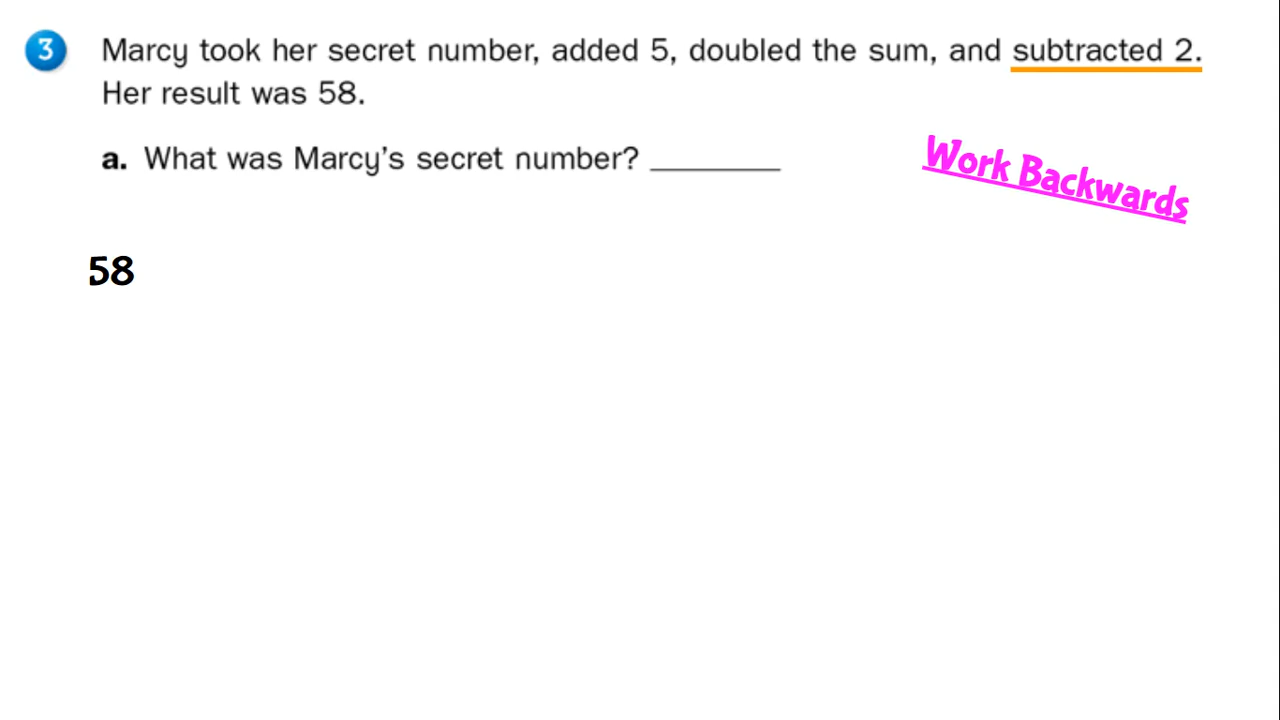 3 Marcy took her secret number, added 5, doubled the sum, and subtracted 2.
Her result was 58.
a. What was Marcy's secret number? ________
Work Backwards
58